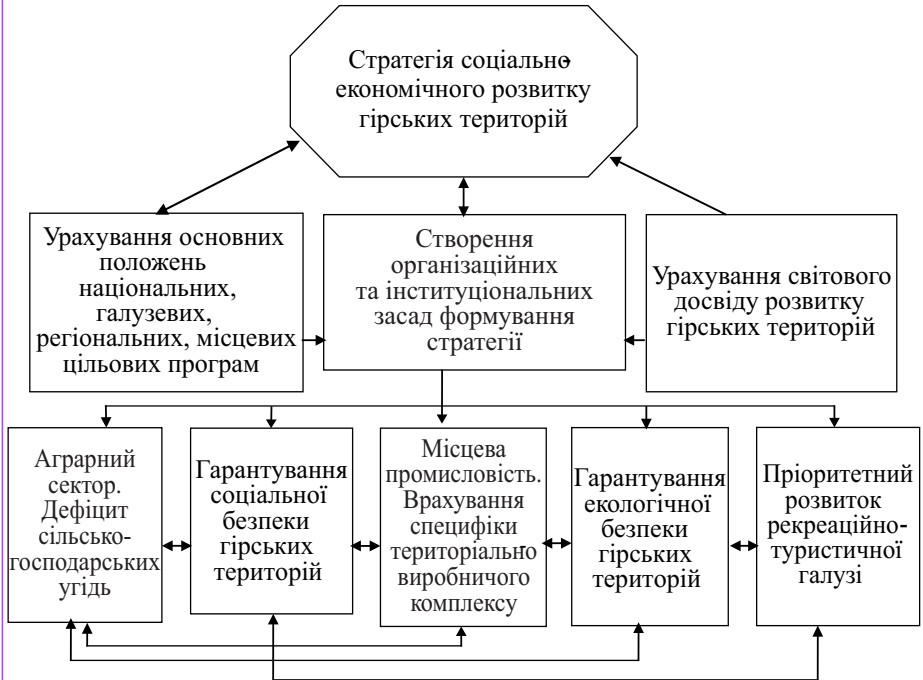 Стратегія соціально-
економічного розвитку
гірських територій
Урахування основних
положень
національних,
галузевих,
регіональних, місцевих
цільових програм
Створення
організаційних
та інституціональних
засад формування
стратегії
Урахування світового
досвіду розвитку
гірських територій
Аграрний
сектор.
Дефіцит
сільсько-
господарських
угідь
Гарантування
соціальної
безпеки
гірських
територій
Місцева
промисловість.
Врахування
специфіки
територіально-
виробничого
комплексу
Гарантування
екологічної
безпеки
гірських
територій
Пріоритетний
розвиток
рекреаційно-
туристичної
галузі